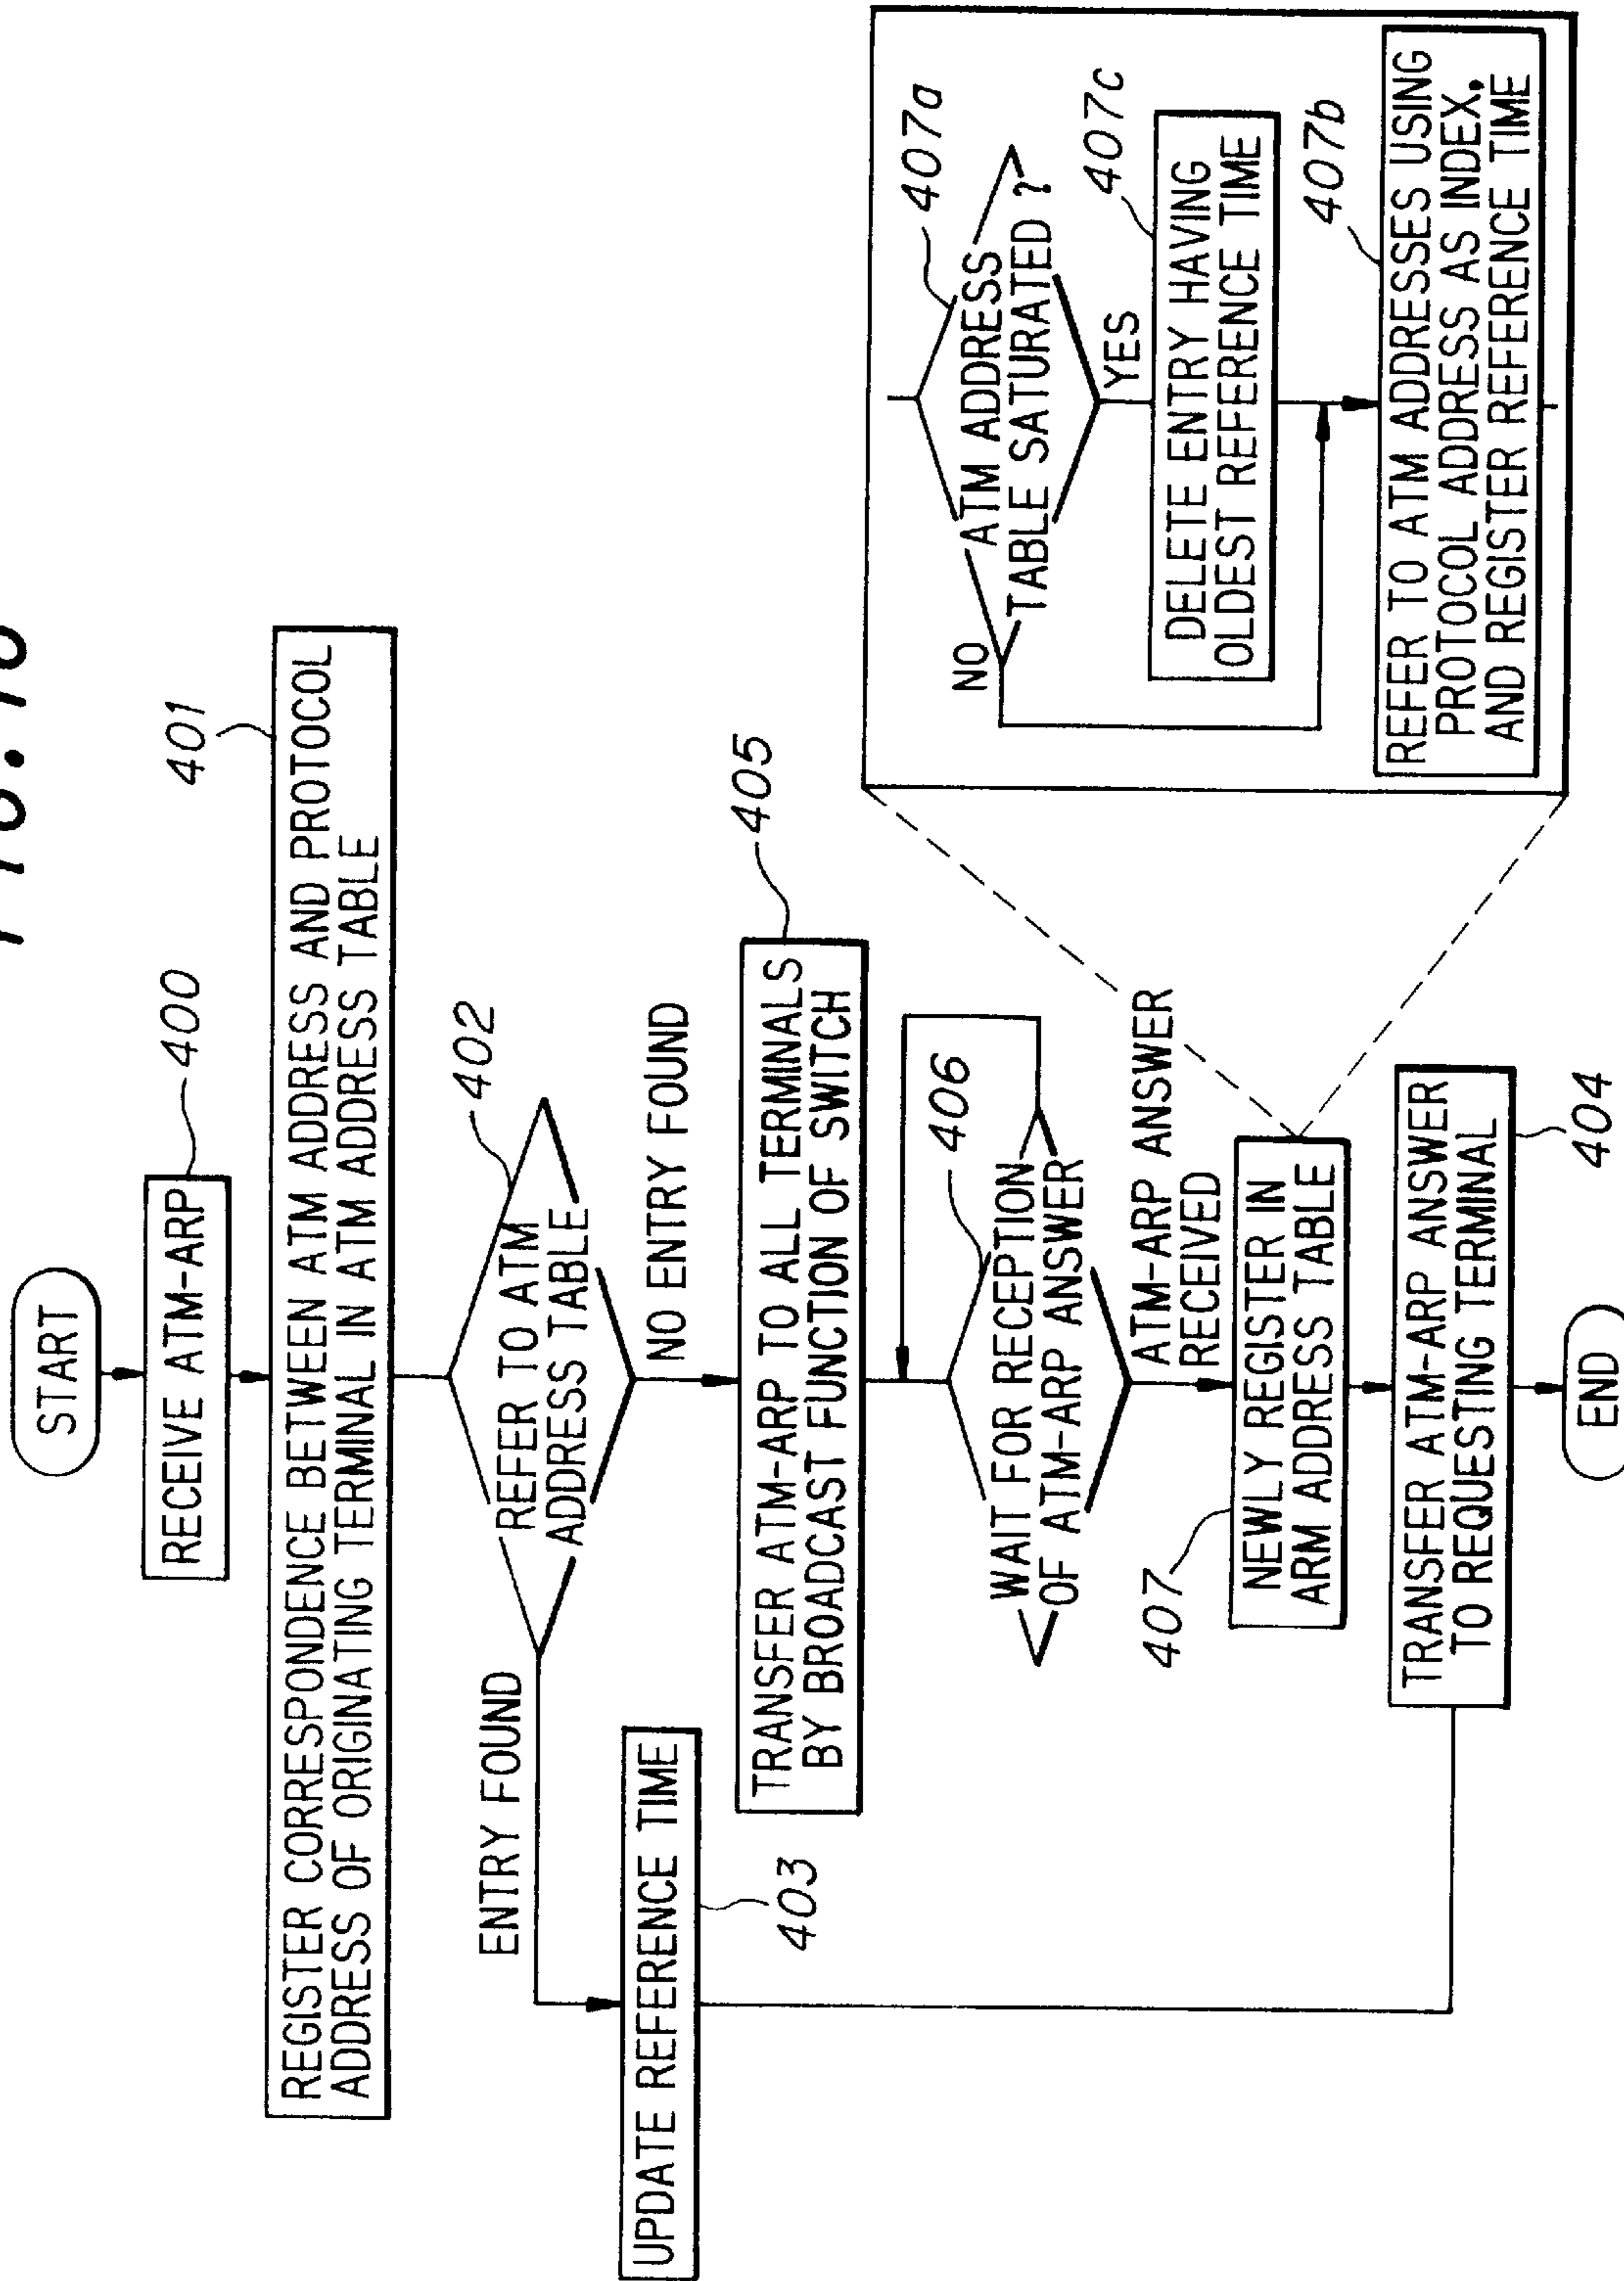 START
RECEIVE ATM-ARP
400
REGISTER CORRESPONDENCE BETWEEN ATM ADDRESS AND PROTOCOL
ADDRESS OF ORIGINATING TERMINAL IN ATM ADDRESS TABLE
401
REFER TO ATM
ADDRESS TABLE
402
ENTRY FOUND
NO ENTRY FOUND
UPDATE REFERENCE TIME
403
TRANSFER ATM-ARP TO ALL TERMINALS
BY BROADCAST FUNCTION OF SWITCH
405
WAIT FOR RECEPTION
OF ATM-ARP ANSWER
406
ATM-ARP ANSWER
RECEIVED
407
NEWLY REGISTER IN
ARM ADDRESS TABLE
TRANSFER ATM-ARP ANSWER
TO REQUESTING TERMINAL
404
END
ATM ADDRESS
TABLE SATURATED ?
407a
NO
YES
DELETE ENTRY HAVING
OLDEST REFERENCE TIME
407c
REFER TO ATM ADDRESSES USING
PROTOCOL ADDRESS AS INDEX,
AND REGISTER REFERENCE TIME
407b